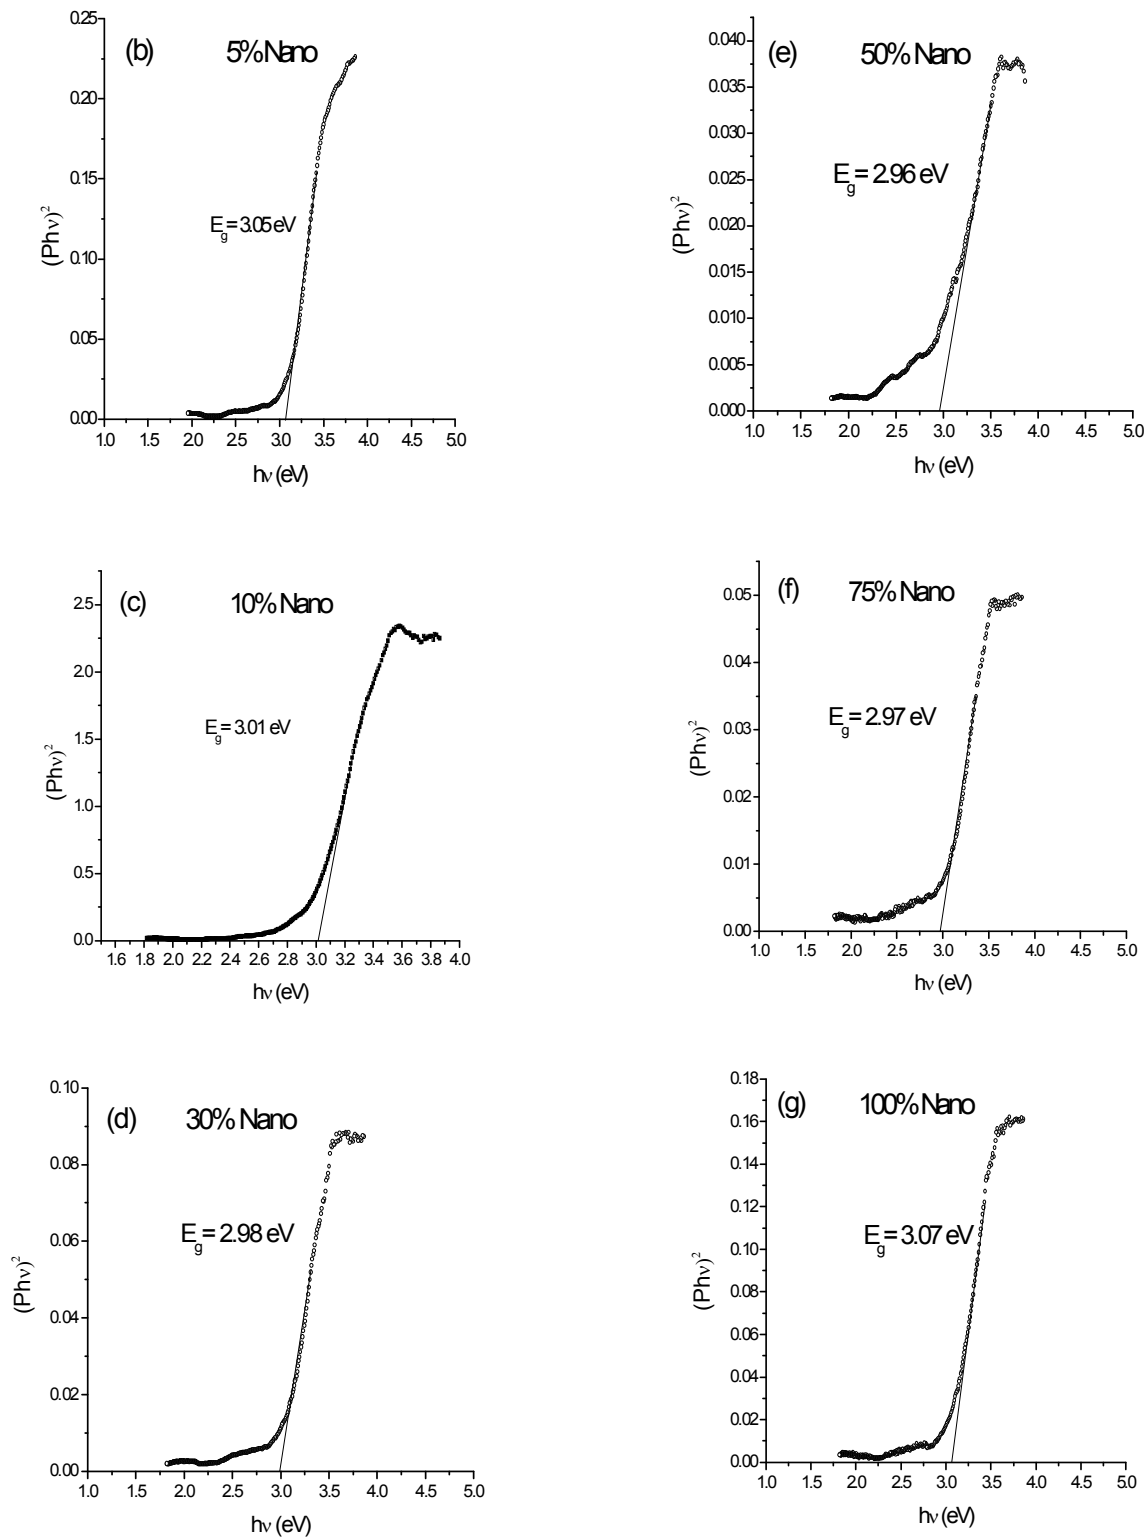 (b) 5% Nano
0.25
0.20
0.15
0.10
0.05
0.00
(Phν)²
E_g = 3.05 eV
1.0 1.5 2.0 2.5 3.0 3.5 4.0 4.5 5.0
hν (eV)
(e) 50% Nano
0.040
0.035
0.030
0.025
0.020
0.015
0.010
0.005
0.000
(Phν)²
E_g = 2.96 eV
1.0 1.5 2.0 2.5 3.0 3.5 4.0 4.5 5.0
hν (eV)
(c) 10% Nano
2.5
2.0
1.5
1.0
0.5
0.0
(Phν)²
E_g = 3.01 eV
1.6 1.8 2.0 2.2 2.4 2.6 2.8 3.0 3.2 3.4 3.6 3.8 4.0
hν (eV)
(f) 75% Nano
0.05
0.04
0.03
0.02
0.01
0.00
(Phν)²
E_g = 2.97 eV
1.0 1.5 2.0 2.5 3.0 3.5 4.0 4.5 5.0
hν (eV)
(d) 30% Nano
0.10
0.08
0.06
0.04
0.02
0.00
(Phν)²
E_g = 2.98 eV
1.0 1.5 2.0 2.5 3.0 3.5 4.0 4.5 5.0
hν (eV)
(g) 100% Nano
0.18
0.16
0.14
0.12
0.10
0.08
0.06
0.04
0.02
0.00
(Phν)²
E_g = 3.07 eV
1.0 1.5 2.0 2.5 3.0 3.5 4.0 4.5 5.0
hν (eV)